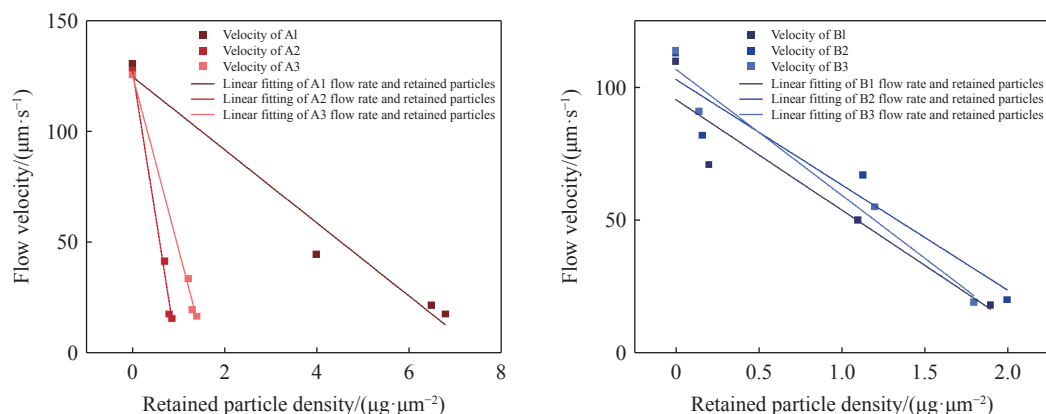 150
100
50
0
0
2
4
6
8
Flow velocity/(μm·s⁻¹)
Retained particle density/(μg·μm⁻²)
Velocity of A1
Velocity of A2
Velocity of A3
Linear fitting of A1 flow rate and retained particles
Linear fitting of A2 flow rate and retained particles
Linear fitting of A3 flow rate and retained particles
100
50
0
0
0.5
1.0
1.5
2.0
Flow velocity/(μm·s⁻¹)
Retained particle density/(μg·μm⁻²)
Velocity of B1
Velocity of B2
Velocity of B3
Linear fitting of B1 flow rate and retained particles
Linear fitting of B2 flow rate and retained particles
Linear fitting of B3 flow rate and retained particles